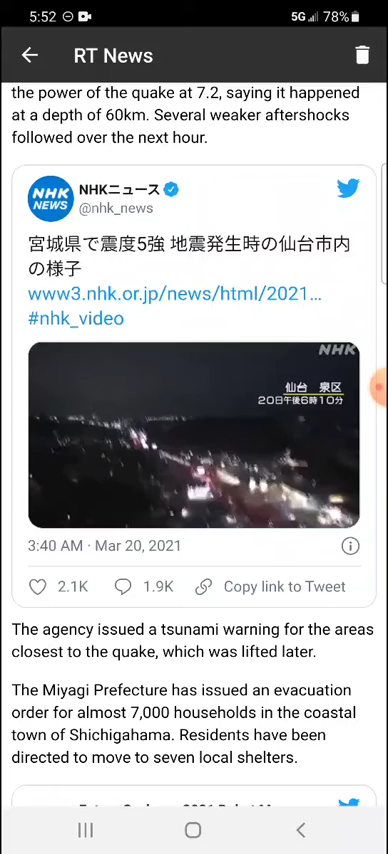 5:52 5G 78%
RT News
the power of the quake at 7.2, saying it happened
at a depth of 60km. Several weaker aftershocks
followed over the next hour.
NHK NEWS
NHKニュース
@nhk_news
宮城県で震度5強 地震発生時の仙台市内
の様子
www3.nhk.or.jp/news/html/2021…
#nhk_video
NHK
仙台 泉区
20日午後6時10分
3:40 AM · Mar 20, 2021
2.1K 1.9K Copy link to Tweet
The agency issued a tsunami warning for the areas
closest to the quake, which was lifted later.
The Miyagi Prefecture has issued an evacuation
order for almost 7,000 households in the coastal
town of Shichigahama. Residents have been
directed to move to seven local shelters.